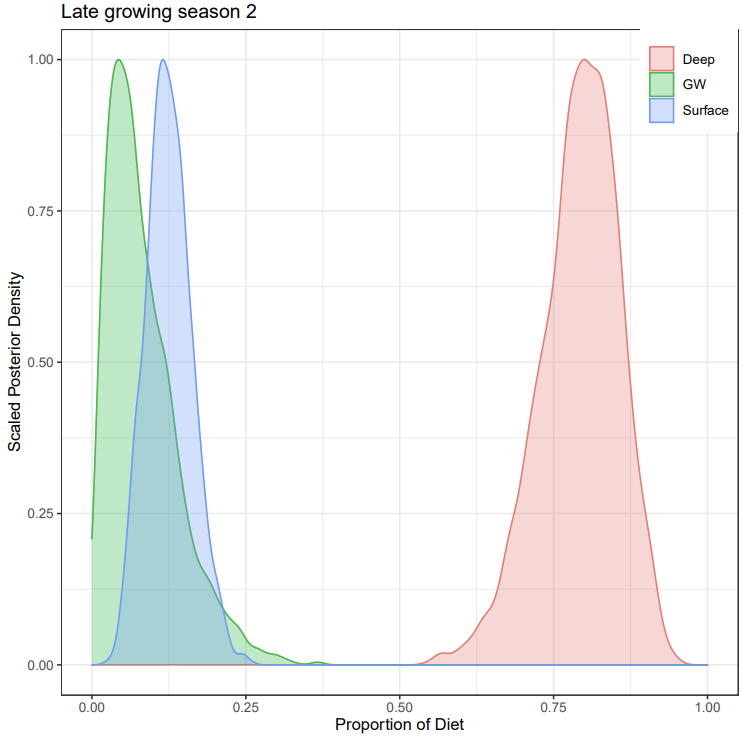 Late growing season 2
Deep
GW
Surface
Scaled Posterior Density
1.00
0.75
0.50
0.25
0.00
0.00 0.25 0.50 0.75 1.00
Proportion of Diet